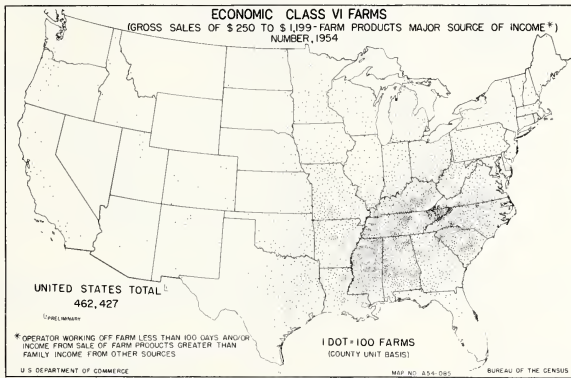 ECONOMIC CLASS VI FARMS
(GROSS SALES OF $250 TO $1,199-FARM PRODUCTS MAJOR SOURCE OF INCOME*)
NUMBER, 1954
UNITED STATES TOTAL ⅟
462,427
⅟ PRELIMINARY
* OPERATOR WORKING OFF FARM LESS THAN 100 DAYS AND/OR
INCOME FROM SALE OF FARM PRODUCTS GREATER THAN
FAMILY INCOME FROM OTHER SOURCES
1 DOT = 100 FARMS
(COUNTY UNIT BASIS)
U S DEPARTMENT OF COMMERCE
MAP NO. A54-085
BUREAU OF THE CENSUS